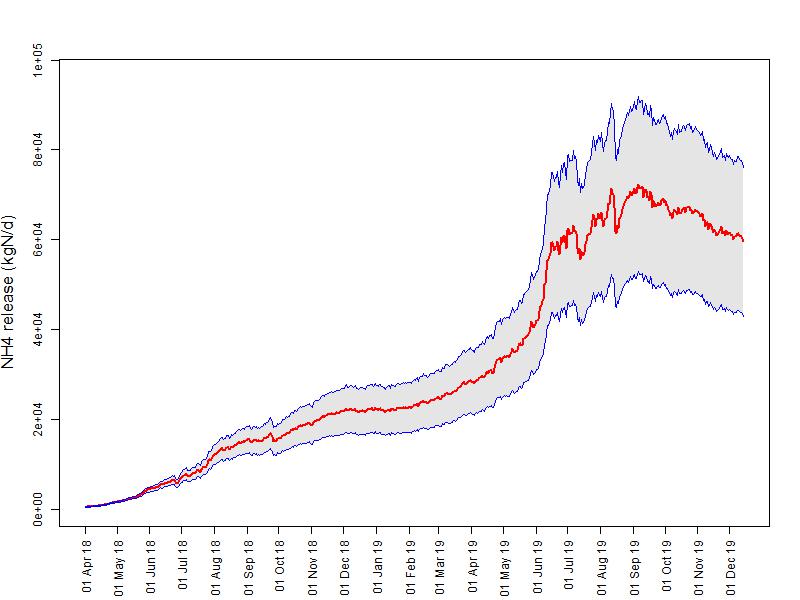 NH4 release (kgN/d)
1e+05
8e+04
6e+04
4e+04
2e+04
0e+00
01 Apr 18
01 May 18
01 Jun 18
01 Jul 18
01 Aug 18
01 Sep 18
01 Oct 18
01 Nov 18
01 Dec 18
01 Jan 19
01 Feb 19
01 Mar 19
01 Apr 19
01 May 19
01 Jun 19
01 Jul 19
01 Aug 19
01 Sep 19
01 Oct 19
01 Nov 19
01 Dec 19